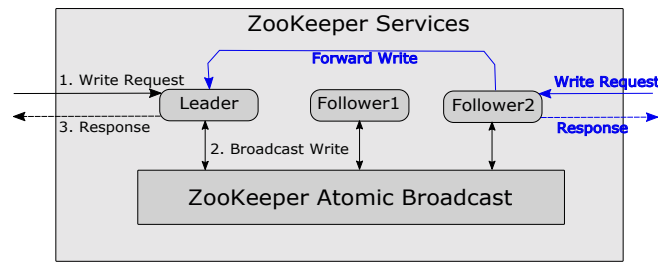 ZooKeeper Services
Forward Write
1. Write Request
Write Request
Leader
Follower1
Follower2
3. Response
Response
2. Broadcast Write
ZooKeeper Atomic Broadcast